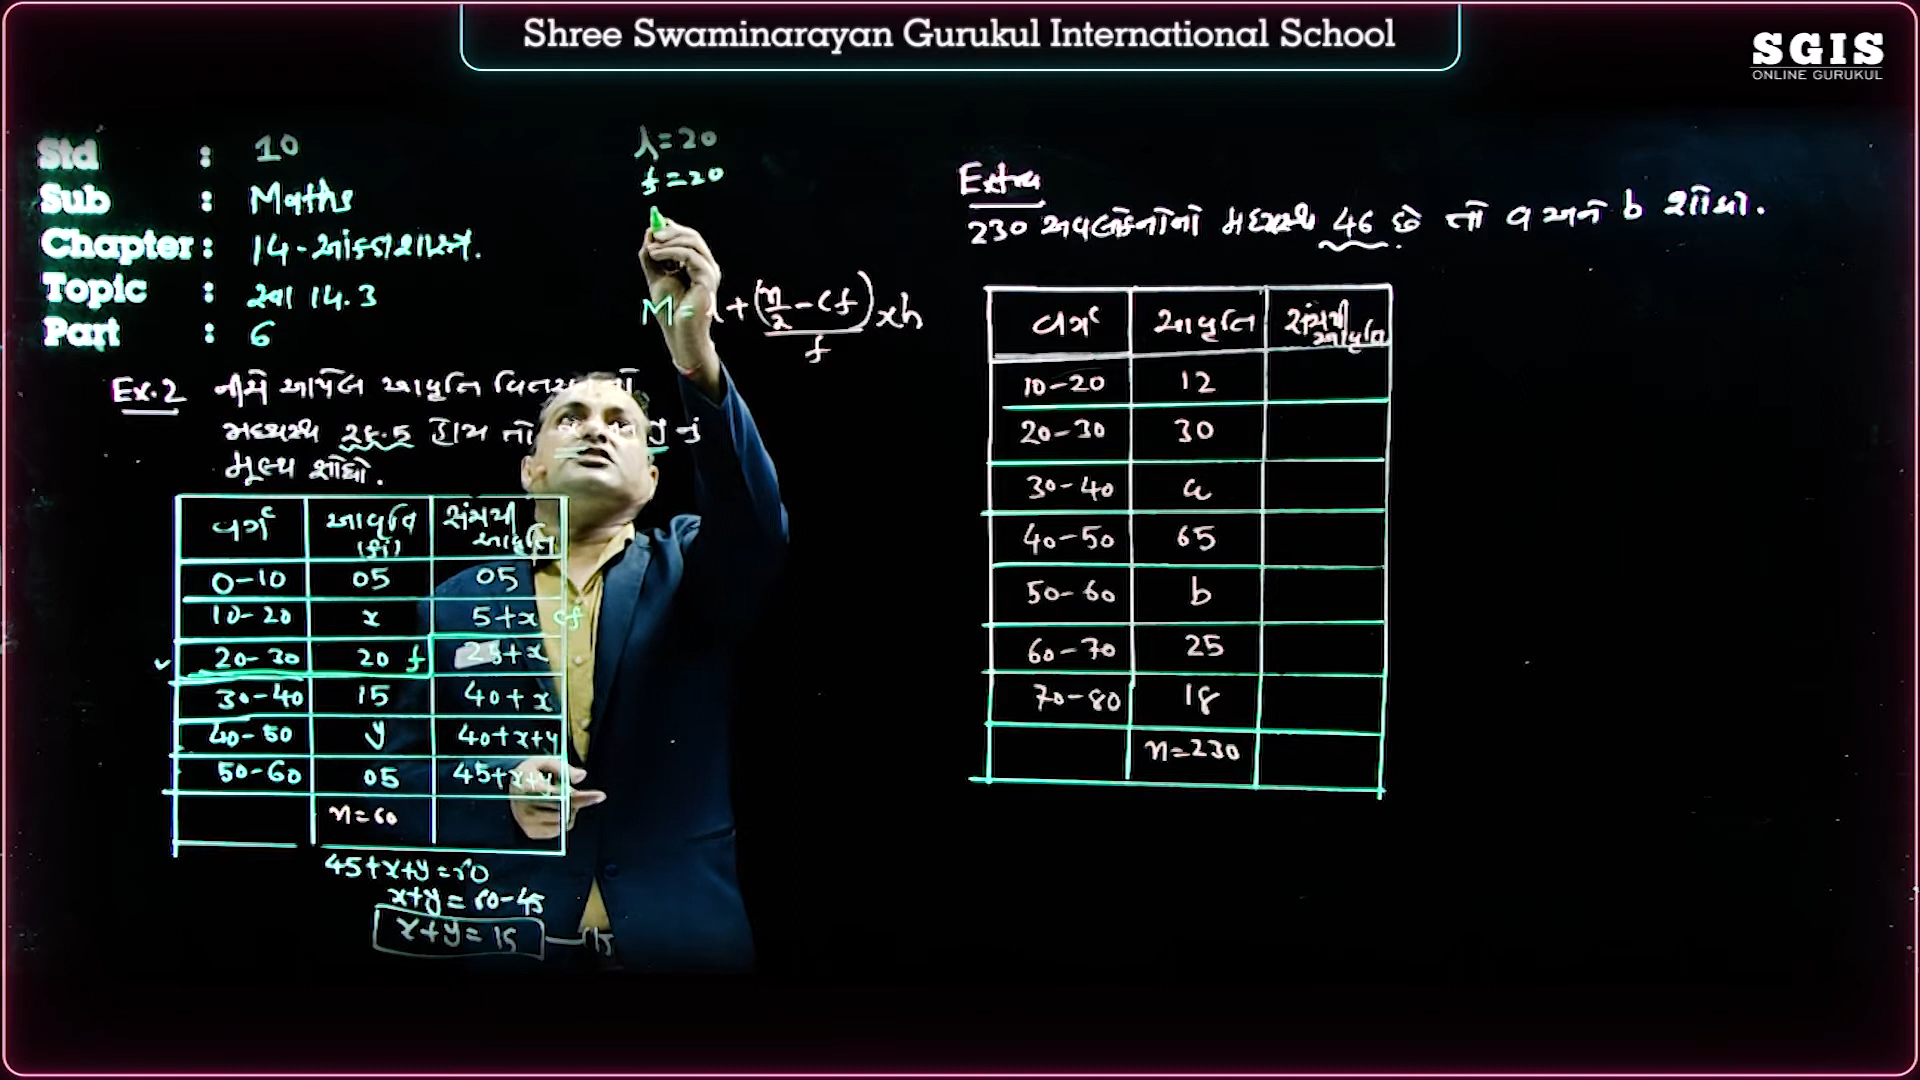 Shree Swaminarayan Gurukul International School
SGIS
ONLINE GURUKUL
Std : 10
Sub : Maths
Chapter : 14-આંકડાશાસ્ત્ર.
Topic : સ્વા 14.3
Part : 6
Ex.2 નીચે આપેલ આવૃત્તિ
મધ્યસ્થ ૨૮.5 હોય તો y નું
મૂલ્ય શોધો.
વર્ગ આવૃત્તિ (fi) સંચયી આવૃત્તિ
0-10 05 05
10-20 x 5+x cf
✓ 20-30 20 f 25+x
30-40 15 40+x
40-50 y 40+x+y
50-60 05 45+x+y
n=60
45+x+y=60
x+y=60-45
x+y=15
l=20
f=20
M= l+(n/2-cf)/f xh
Extra
230 અવલોકનોનો મધ્યસ્થ 46 છે તો a અને b શોધો.
વર્ગ આવૃત્તિ સંચયી આવૃત્તિ
10-20 12
20-30 30
30-40 a
40-50 65
50-60 b
60-70 25
70-80 18
n=230